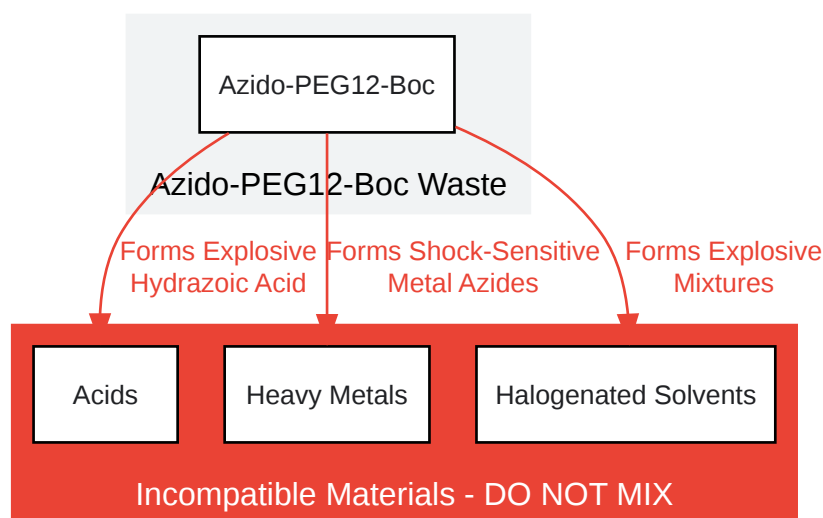 Azido-PEG12-Boc
Azido-PEG12-Boc Waste
Forms Explosive
Hydrazoic Acid
Forms Shock-Sensitive
Metal Azides
Forms Explosive
Mixtures
Acids
Heavy Metals
Halogenated Solvents
Incompatible Materials - DO NOT MIX